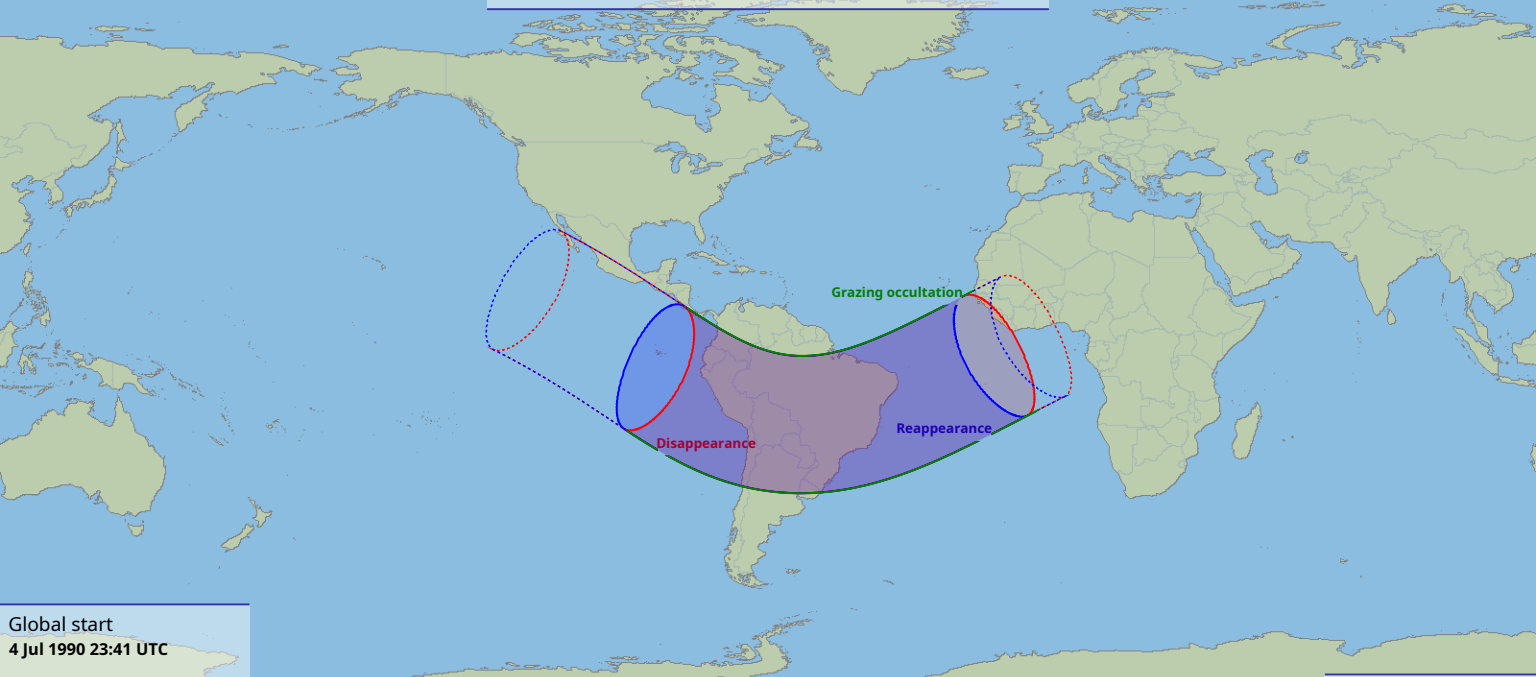 Grazing occultation
Reappearance
Disappearance
Global start
4 Jul 1990 23:41 UTC